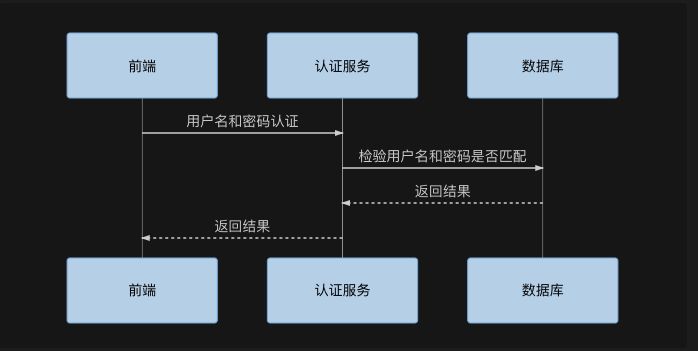 前端
认证服务
数据库
用户名和密码认证
检验用户名和密码是否匹配
返回结果
返回结果
前端
认证服务
数据库